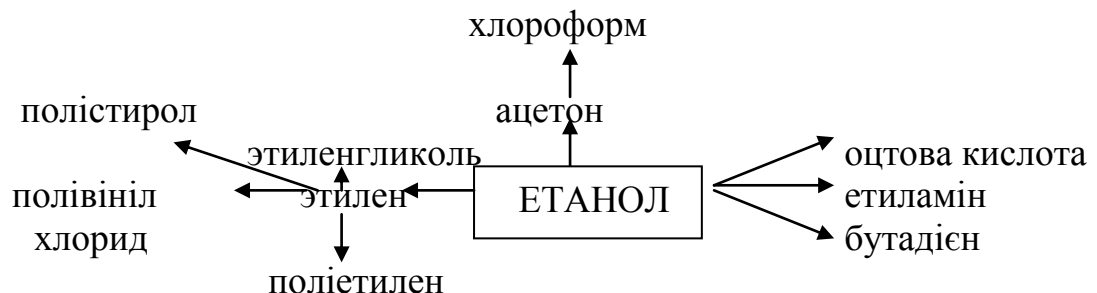 хлороформ
полістирол
ацетон
этиленгликоль
оцтова кислота
полівініл
хлорид
этилен
ЕТАНОЛ
етиламін
бутадієн
поліетилен